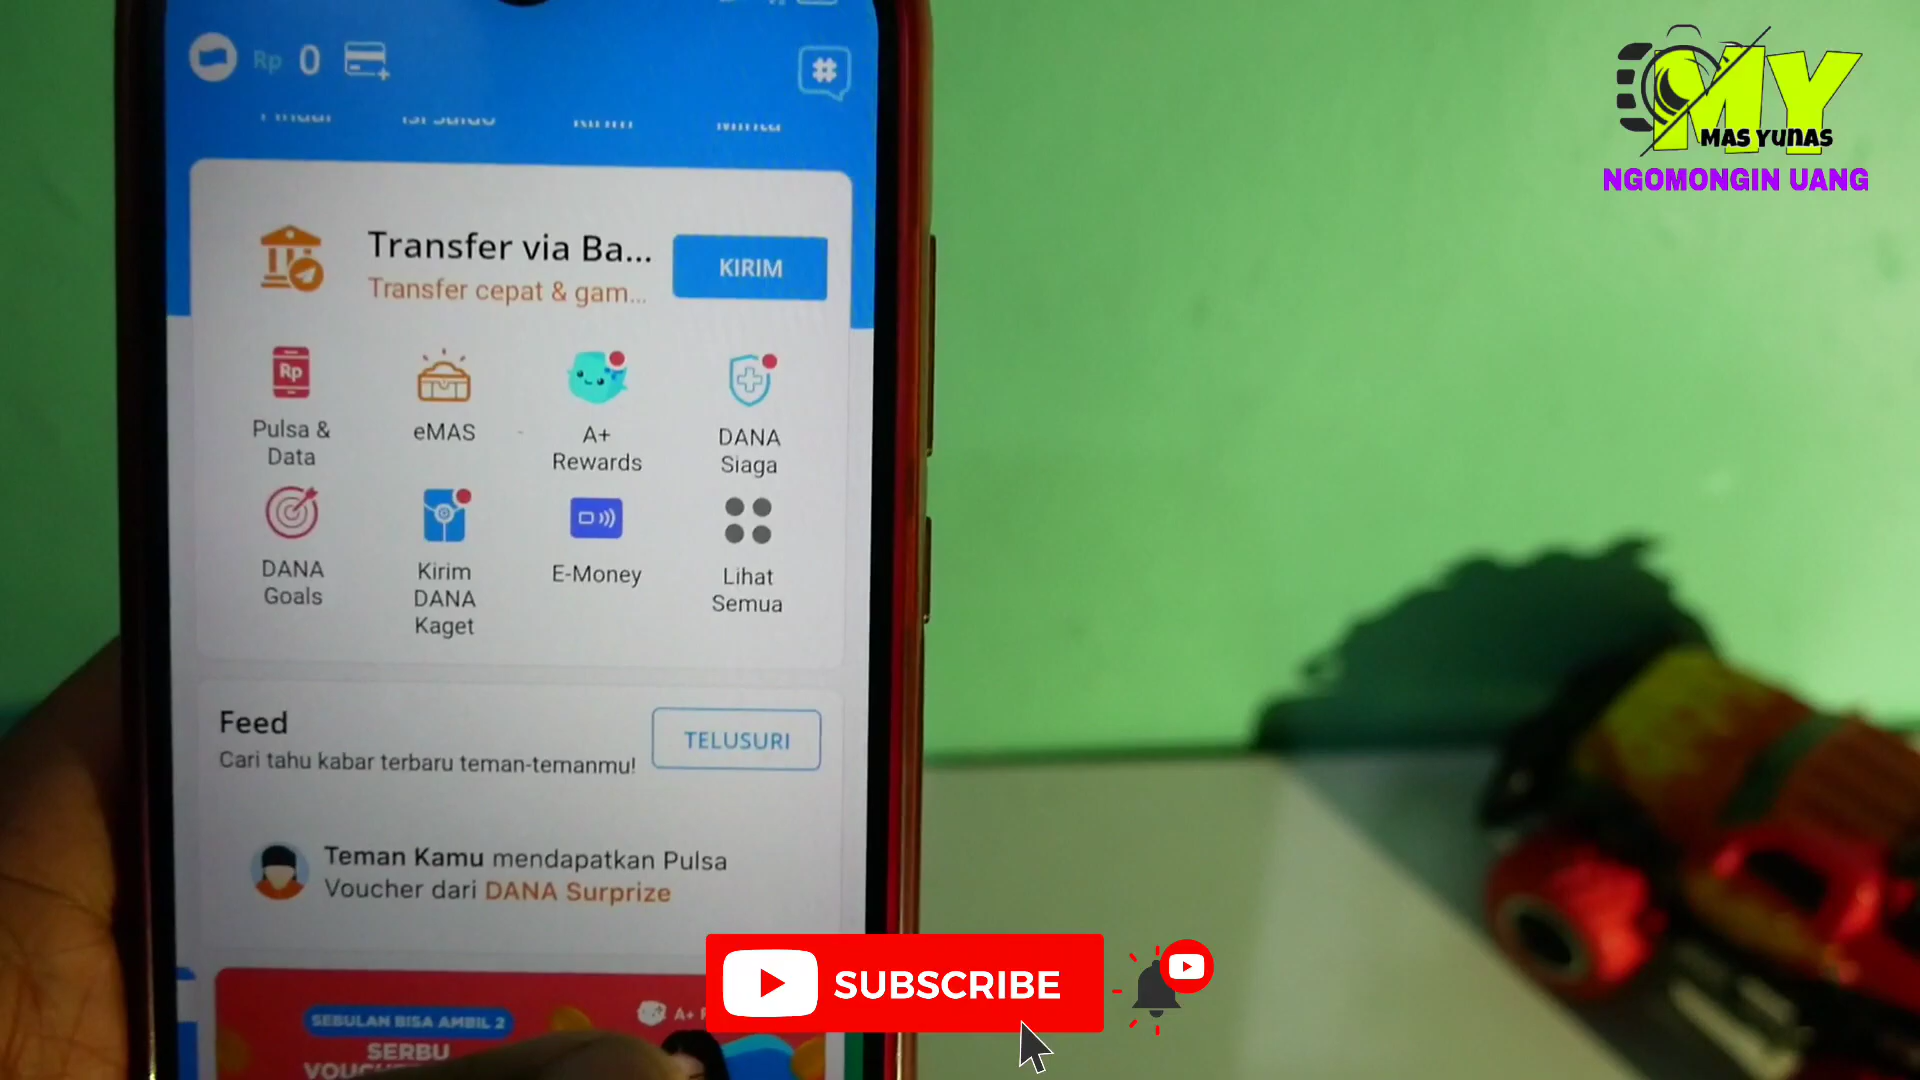 Rp 0
#
Transfer via Ba...
Transfer cepat & gam...
KIRIM
Rp
Pulsa &
Data
eMAS
A+
Rewards
DANA
Siaga
DANA
Goals
Kirim
DANA
Kaget
E-Money
Lihat
Semua
Feed
Cari tahu kabar terbaru teman-temanmu!
TELUSURI
Teman Kamu mendapatkan Pulsa
Voucher dari DANA Surprize
SEBULAN BISA AMBIL 2
A+
SERBU
MY
MAS YUNAS
NGOMONGIN UANG
SUBSCRIBE